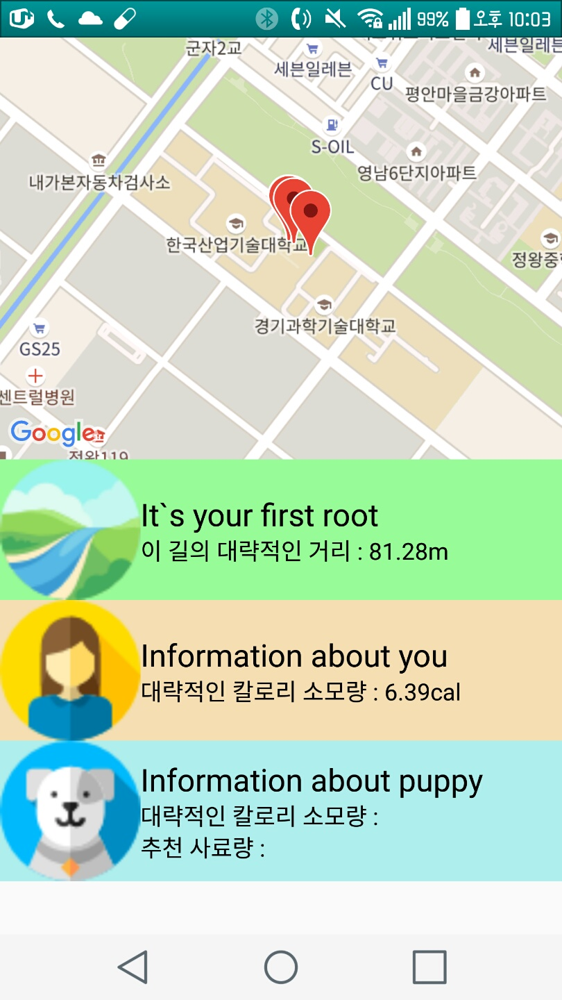 99% 오후 10:03
군자2교
세븐일레븐
세븐일레븐
CU
평안마을금강아파트
S-OIL
영남6단지아파트
내가본자동차검사소
한국산업기술대학교
정왕중
경기과학기술대학교
GS25
센트럴병원
Google
정왕119
It`s your first root
이 길의 대략적인 거리 : 81.28m
Information about you
대략적인 칼로리 소모량 : 6.39cal
Information about puppy
대략적인 칼로리 소모량 :
추천 사료량 :